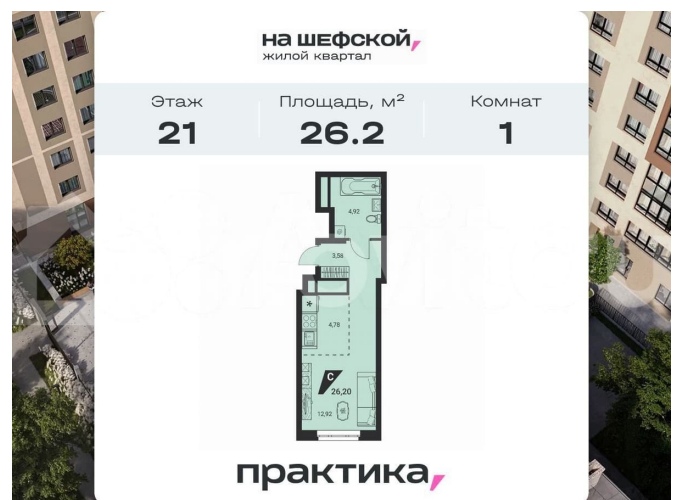 НА ШЕФСКОЙ,
ЖИЛОЙ КВАРТАЛ
Этаж
21
Площадь, м²
26.2
Комнат
1
4,92
3,56
4,78
С
26,20
12,92
практика,